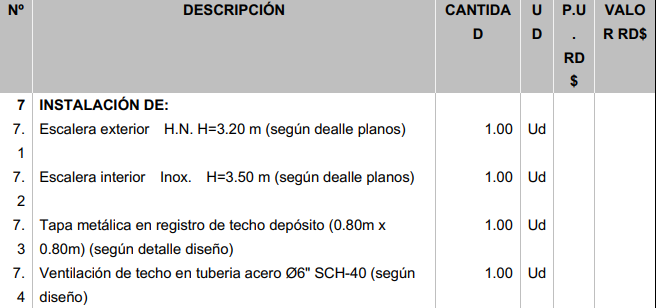 Nº DESCRIPCIÓN CANTIDA U P.U VALO
D D . R RD$
RD
$
7 INSTALACIÓN DE:
7. Escalera exterior H.N. H=3.20 m (según dealle planos) 1.00 Ud
1
7. Escalera interior Inox. H=3.50 m (según dealle planos) 1.00 Ud
2
7. Tapa metálica en registro de techo depósito (0.80m x 1.00 Ud
3 0.80m) (según detalle diseño)
7. Ventilación de techo en tuberia acero Ø6" SCH-40 (según 1.00 Ud
4 diseño)